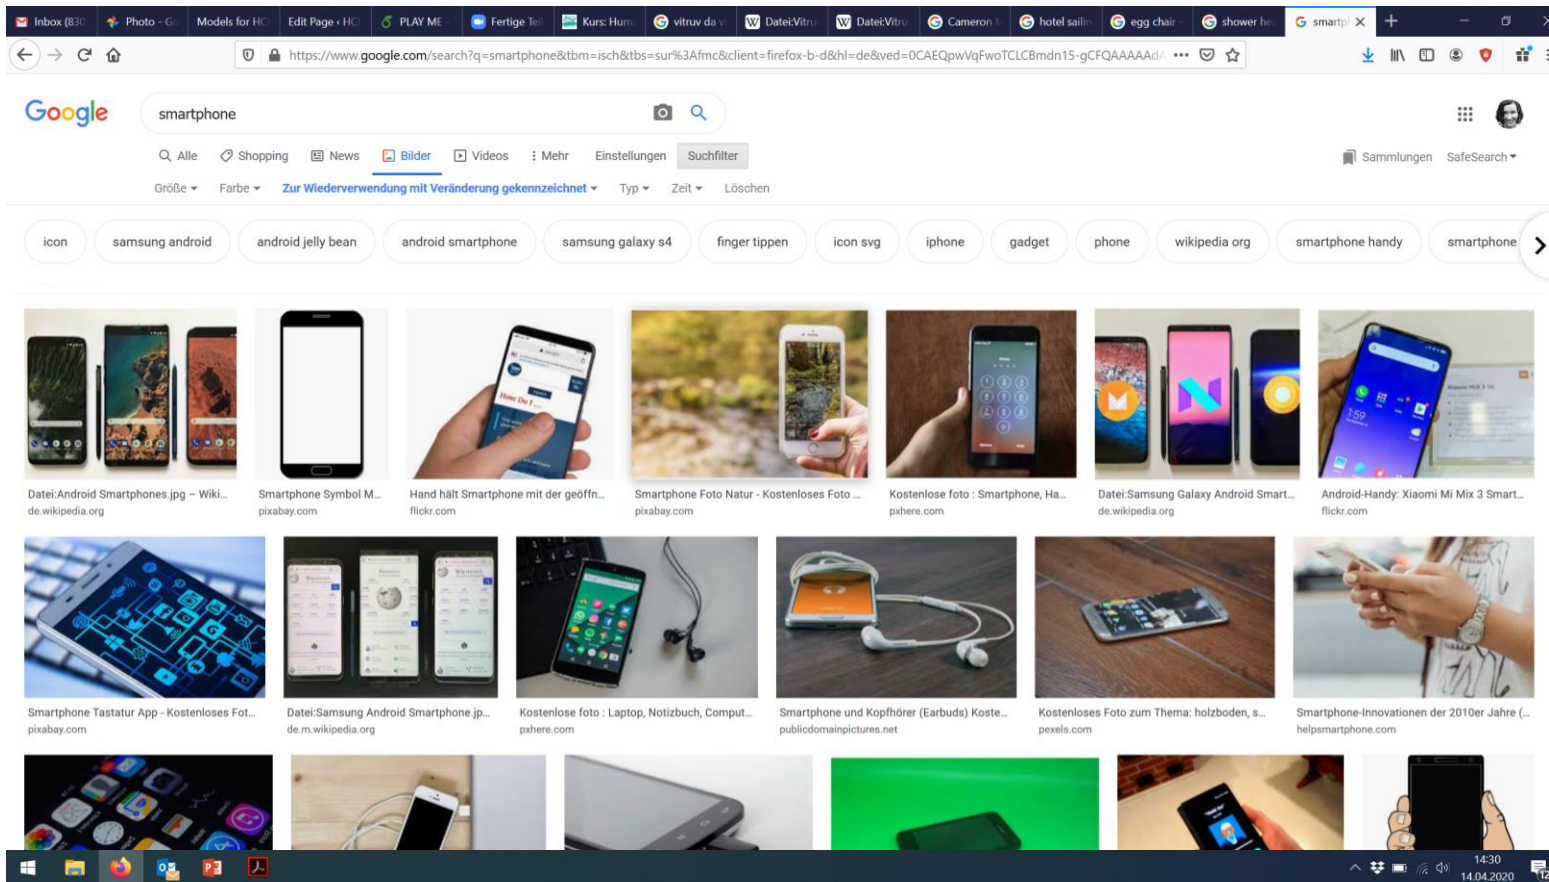 Inbox (830
Photo - Go
Models for HC
Edit Page ‹ HC
PLAY ME -
Fertige Teil
Kurs: Hum
vitruv da vi
Datei:Vitru
Datei:Vitru
Cameron
hotel sailin
egg chair -
shower he
smartp
https://www.google.com/search?q=smartphone&tbm=isch&tbs=sur%3Afmc&client=firefox-b-d&hl=de&ved=0CAEQpwVqFwoTCLCBmdn15-gCFQAAAAAdA
Google
smartphone
Alle
Shopping
News
Bilder
Videos
Mehr
Einstellungen
Suchfilter
Sammlungen
SafeSearch
Größe
Farbe
Zur Wiederverwendung mit Veränderung gekennzeichnet
Typ
Zeit
Löschen
icon
samsung android
android jelly bean
android smartphone
samsung galaxy s4
finger tippen
icon svg
iphone
gadget
phone
wikipedia org
smartphone handy
smartphone
How Do I ...
1:59
Datei:Android Smartphones.jpg – Wiki...
de.wikipedia.org
Smartphone Symbol M...
pixabay.com
Hand hält Smartphone mit der geöffn...
flickr.com
Smartphone Foto Natur - Kostenloses Foto ...
pixabay.com
Kostenlose foto : Smartphone, Ha...
pxhere.com
Datei:Samsung Galaxy Android Smart...
de.wikipedia.org
Android-Handy: Xiaomi Mi Mix 3 Smart...
flickr.com
Smartphone Tastatur App - Kostenloses Fot...
pixabay.com
Datei:Samsung Android Smartphone.jp...
de.m.wikipedia.org
Kostenlose foto : Laptop, Notizbuch, Comput...
pxhere.com
Smartphone und Kopfhörer (Earbuds) Koste...
publicdomainpictures.net
Kostenloses Foto zum Thema: holzboden, s...
pexels.com
Smartphone-Innovationen der 2010er Jahre (...
helpsmartphone.com
14:30
14.04.2020